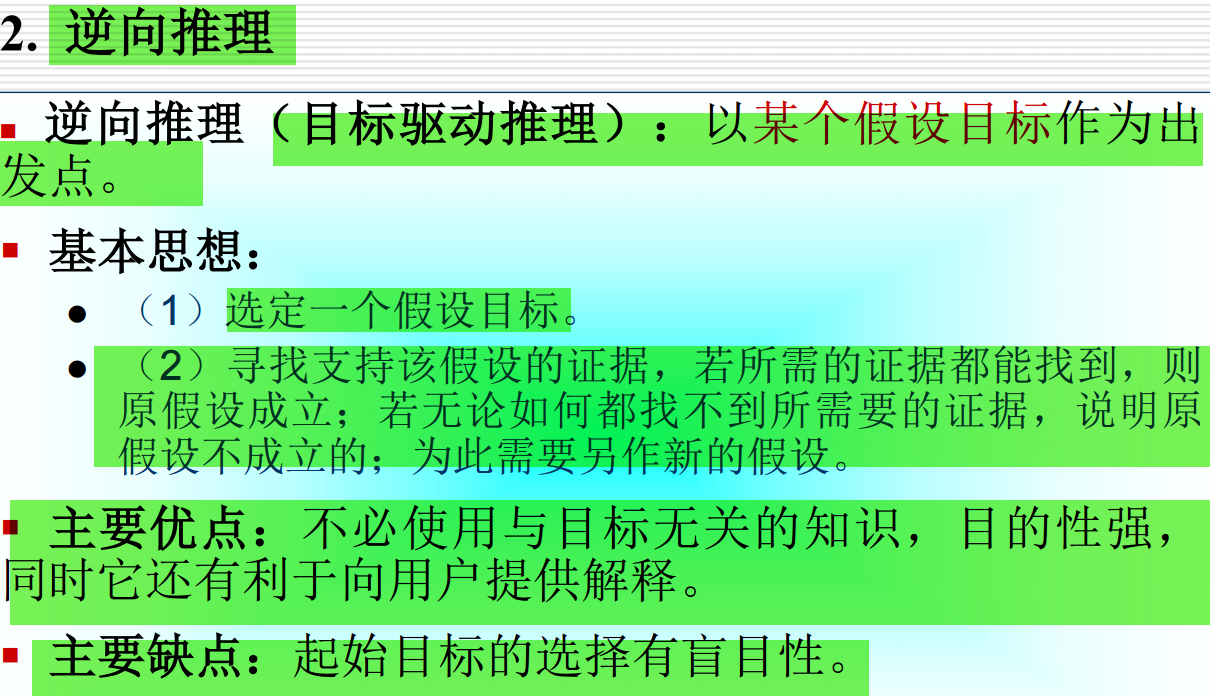 2. 逆向推理
▪ 逆向推理（目标驱动推理）：以某个假设目标作为出
发点。
▪ 基本思想：
● （1）选定一个假设目标。
● （2）寻找支持该假设的证据，若所需的证据都能找到，则
原假设成立；若无论如何都找不到所需要的证据，说明原
假设不成立的；为此需要另作新的假设。
▪ 主要优点：不必使用与目标无关的知识，目的性强，
同时它还有利于向用户提供解释。
▪ 主要缺点：起始目标的选择有盲目性。